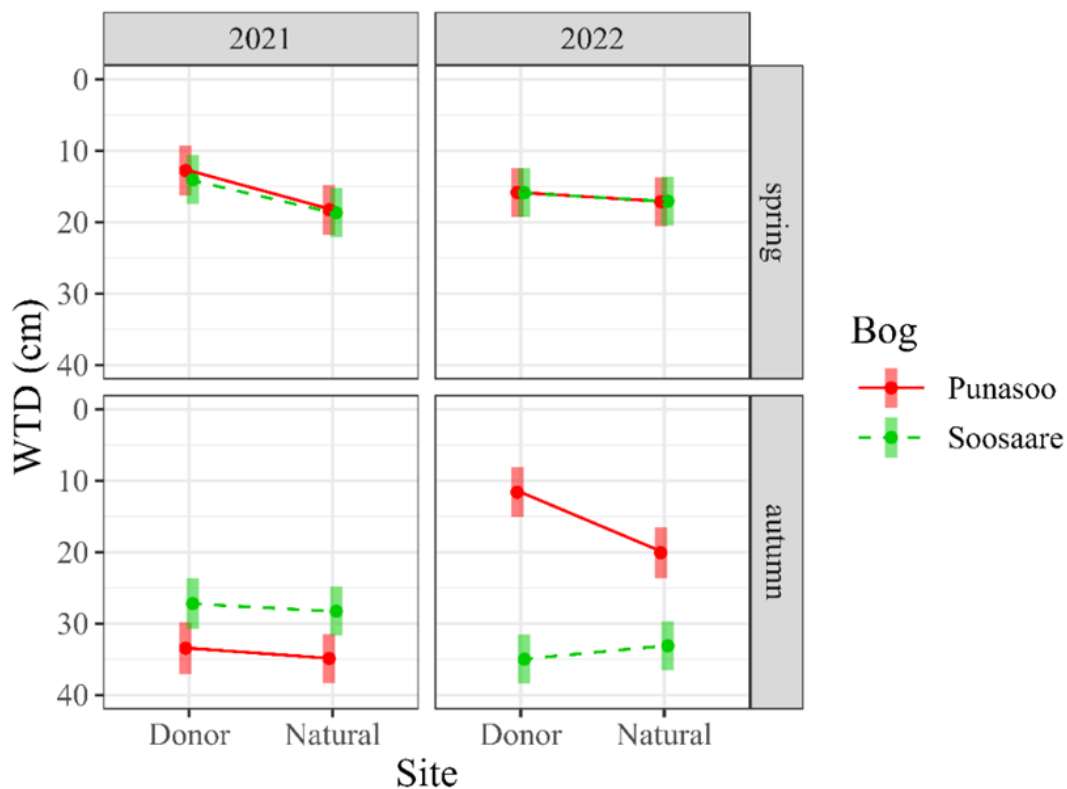 2021
2022
0
10
20
30
40
spring
0
10
20
30
40
autumn
WTD (cm)
Donor
Natural
Donor
Natural
Site
Bog
Punasoo
Soosaare